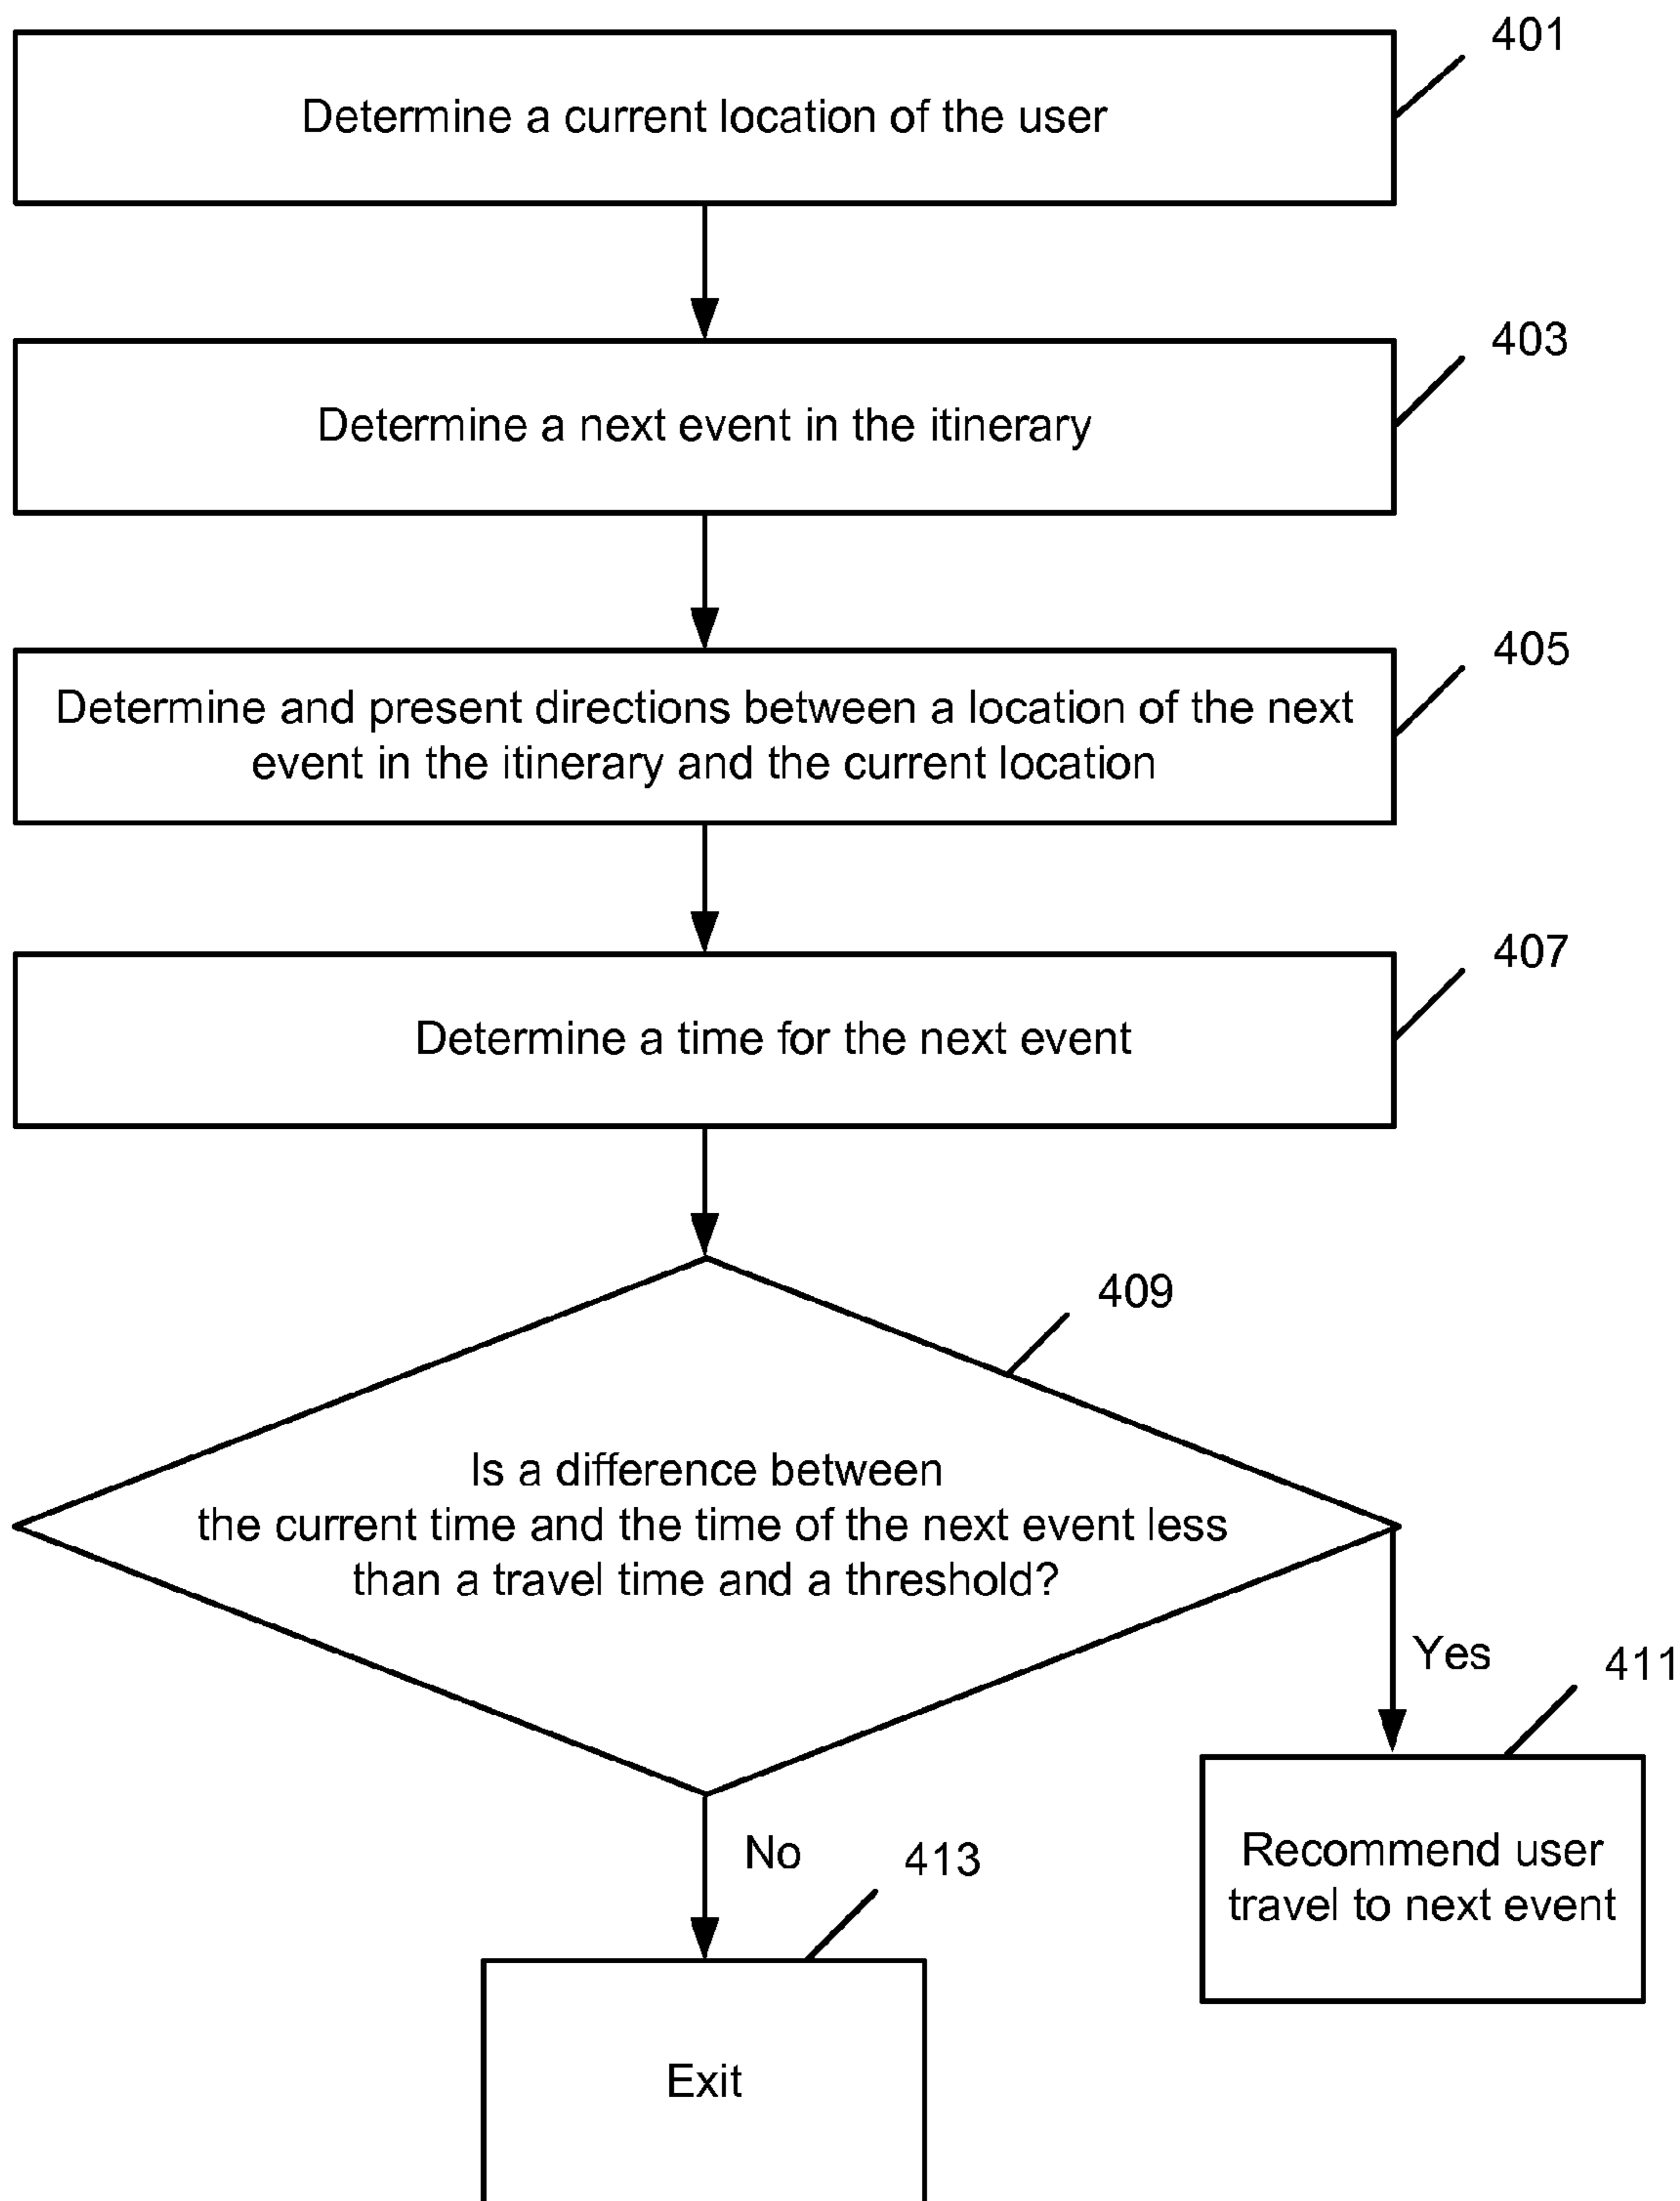 401
Determine a current location of the user
403
Determine a next event in the itinerary
405
Determine and present directions between a location of the next
event in the itinerary and the current location
407
Determine a time for the next event
409
Is a difference between
the current time and the time of the next event less
than a travel time and a threshold?
Yes
411
Recommend user
travel to next event
No
413
Exit